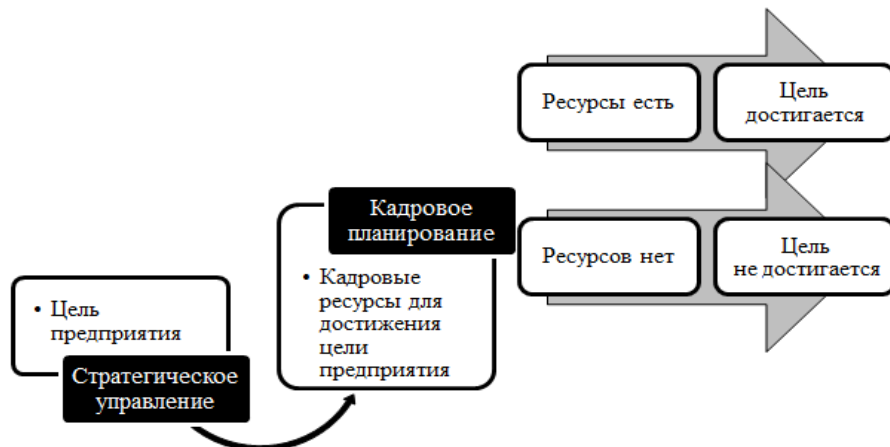 • Цель
предприятия
Стратегическое
управление
Кадровое
планирование
• Кадровые
ресурсы для
достижения
цели
предприятия
Ресурсы есть
Цель
достигается
Ресурсов нет
Цель
не достигается